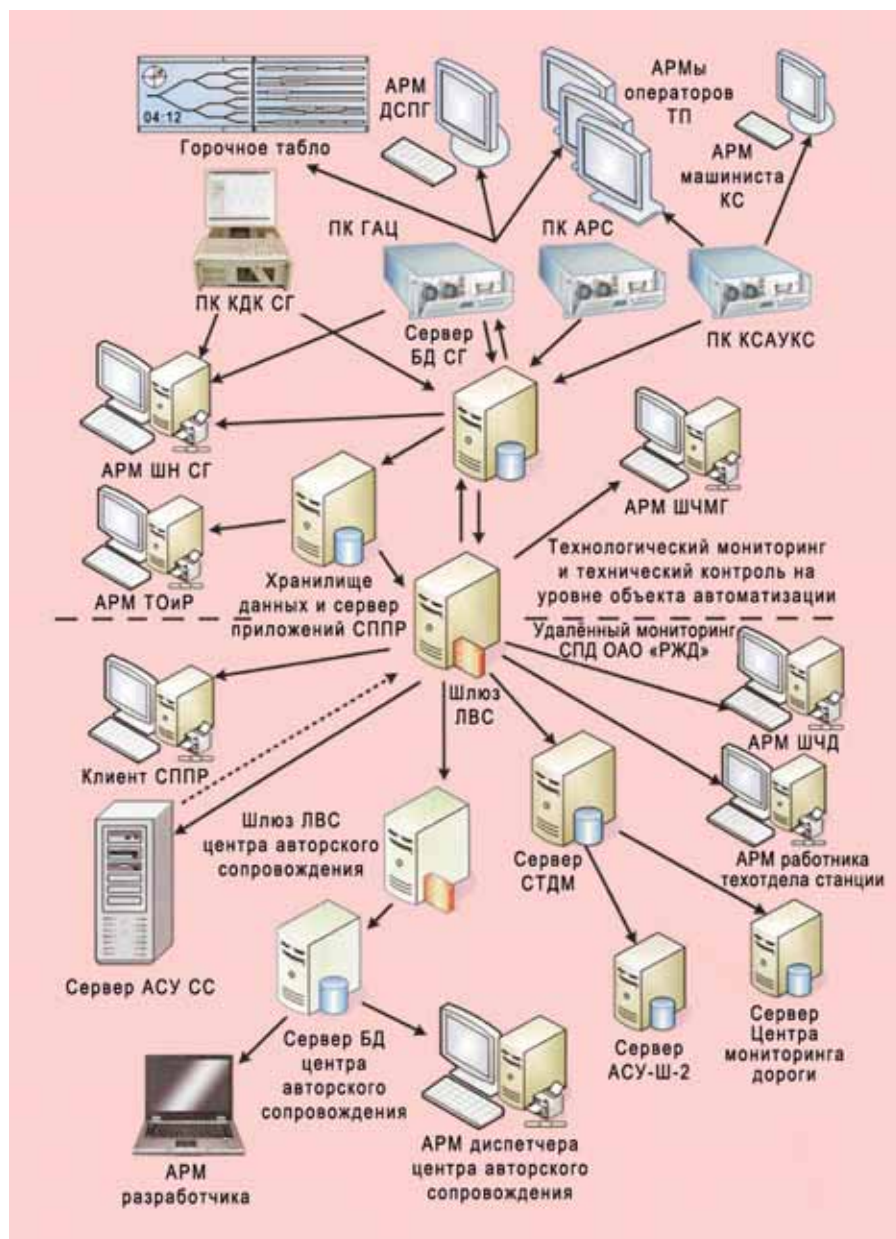 04:12
Горочное табло
АРМ
ДСПГ
АРМы
операторов
ТП
АРМ
машиниста
КС
ПК ГАЦ
ПК АРС
ПК КДК СГ
Сервер
БД СГ
ПК КСАУКС
АРМ ШН СГ
АРМ ШЧМГ
АРМ ТОиР
Хранилище
данных и сервер
приложений СППР
Технологический мониторинг
и технический контроль на
уровне объекта автоматизации
Удалённый мониторинг
СПД ОАО «РЖД»
Шлюз
ЛВС
АРМ ШЧД
Клиент СППР
Шлюз ЛВС
центра авторского
сопровождения
Сервер
СТДМ
АРМ работника
техотдела станции
Сервер АСУ СС
Сервер БД
центра
авторского
сопровождения
Сервер
АСУ-Ш-2
Сервер
Центра
мониторинга
дороги
АРМ
разработчика
АРМ диспетчера
центра авторского
сопровождения